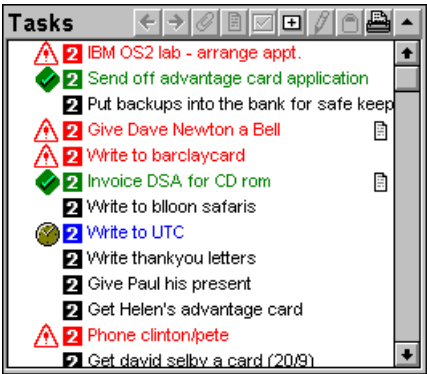 Tasks
2 IBM OS2 lab - arrange appt.
2 Send off advantage card application
2 Put backups into the bank for safe keep
2 Give Dave Newton a Bell
2 Write to barclaycard
2 Invoice DSA for CD rom
2 Write to blloon safaris
2 Write to UTC
2 Write thankyou letters
2 Give Paul his present
2 Get Helen's advantage card
2 Phone clinton/pete
2 Get david selby a card (20/9)